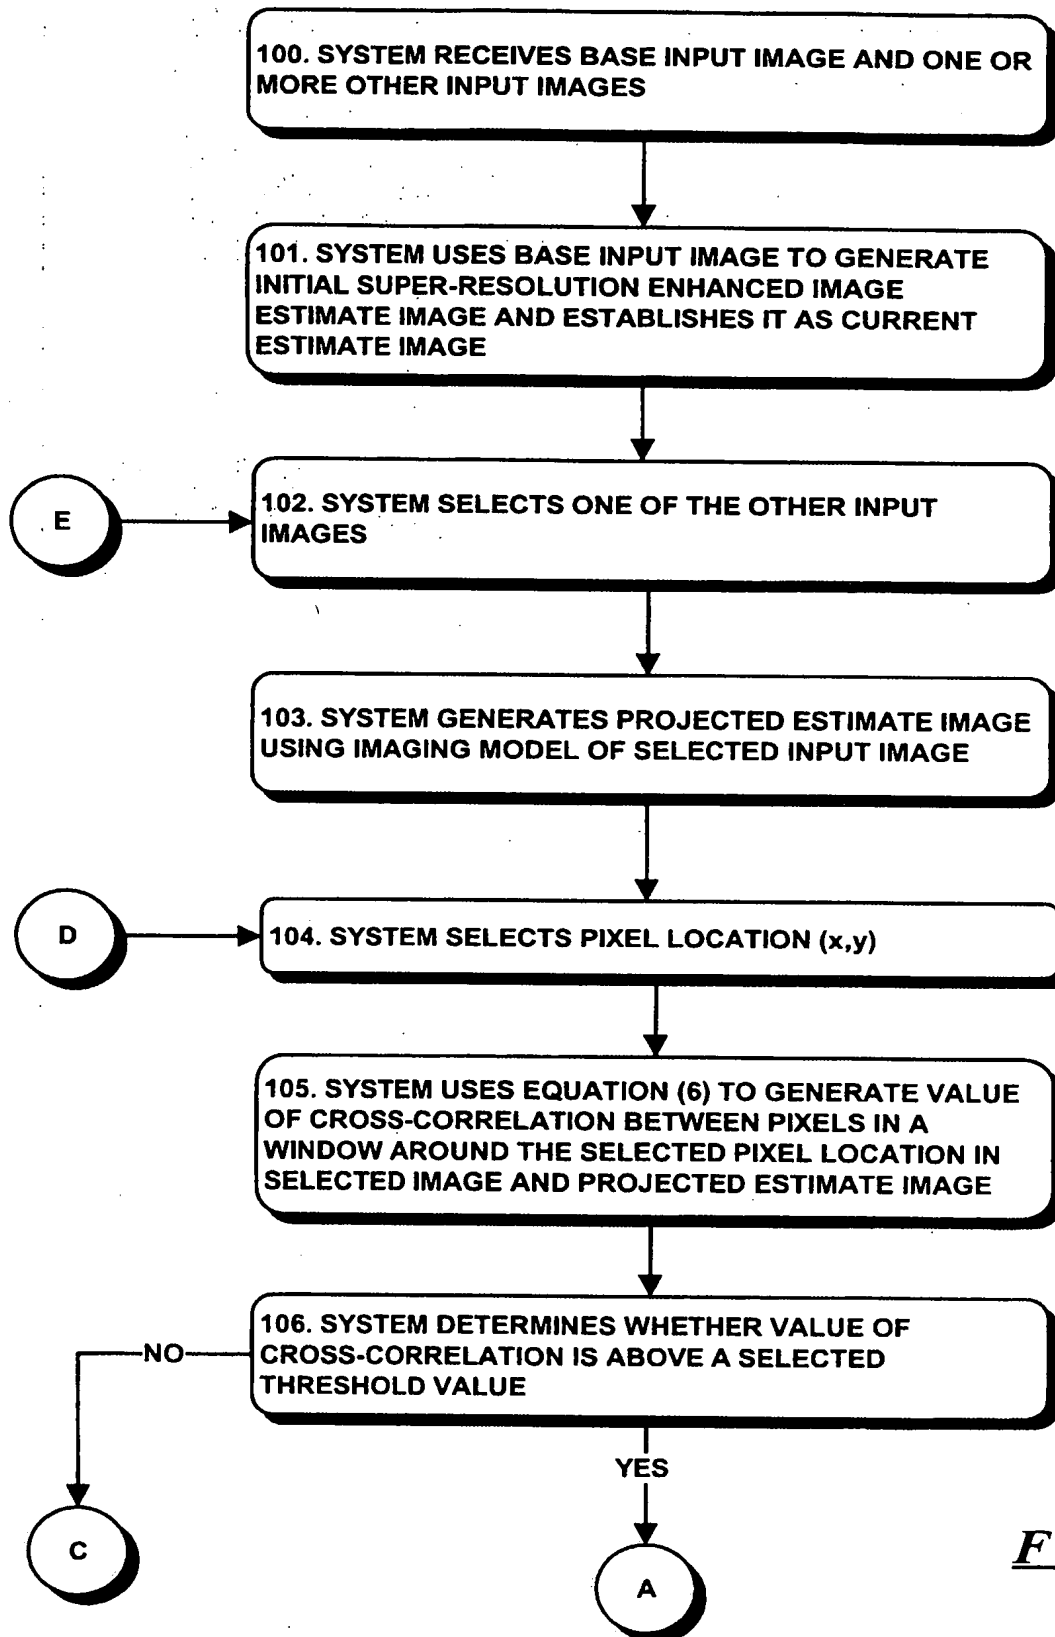 100. SYSTEM RECEIVES BASE INPUT IMAGE AND ONE OR
MORE OTHER INPUT IMAGES
101. SYSTEM USES BASE INPUT IMAGE TO GENERATE
INITIAL SUPER-RESOLUTION ENHANCED IMAGE
ESTIMATE IMAGE AND ESTABLISHES IT AS CURRENT
ESTIMATE IMAGE
E
102. SYSTEM SELECTS ONE OF THE OTHER INPUT
IMAGES
103. SYSTEM GENERATES PROJECTED ESTIMATE IMAGE
USING IMAGING MODEL OF SELECTED INPUT IMAGE
D
104. SYSTEM SELECTS PIXEL LOCATION (x,y)
105. SYSTEM USES EQUATION (6) TO GENERATE VALUE
OF CROSS-CORRELATION BETWEEN PIXELS IN A
WINDOW AROUND THE SELECTED PIXEL LOCATION IN
SELECTED IMAGE AND PROJECTED ESTIMATE IMAGE
106. SYSTEM DETERMINES WHETHER VALUE OF
CROSS-CORRELATION IS ABOVE A SELECTED
THRESHOLD VALUE
NO
YES
C
A
F